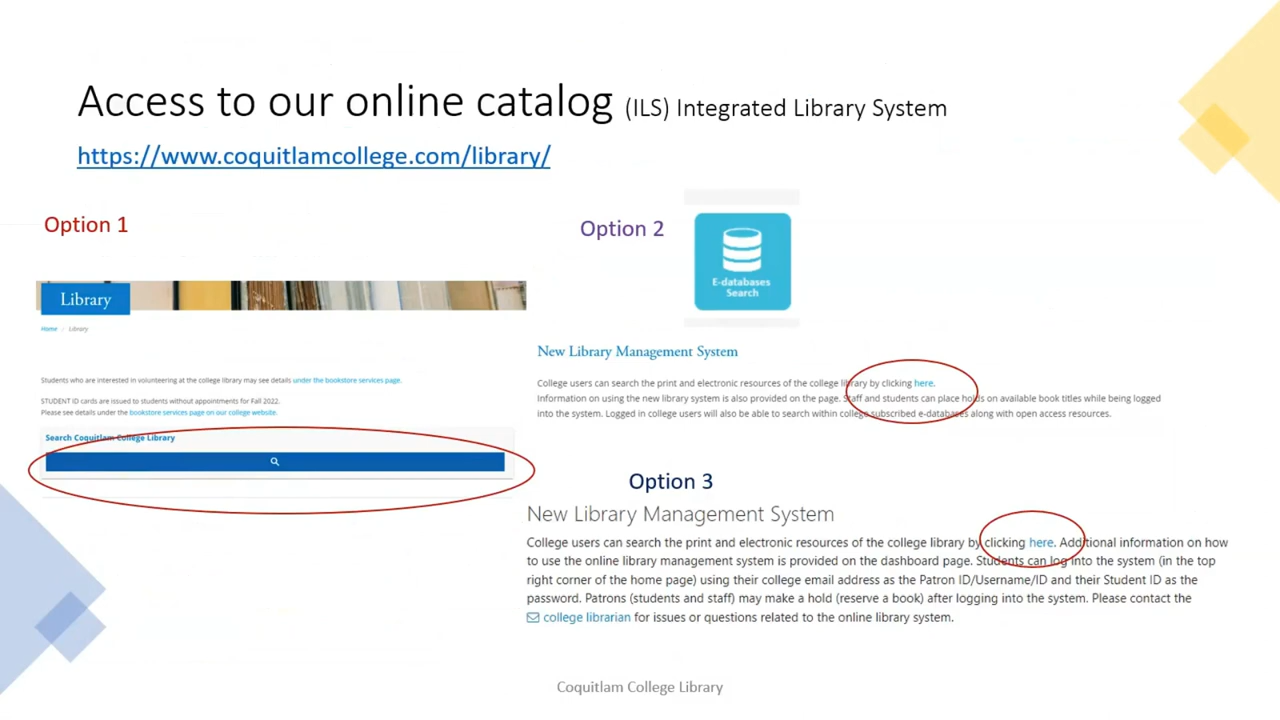 Access to our online catalog (ILS) Integrated Library System
https://www.coquitlamcollege.com/library/
Option 1
Library
Home / Library
Students who are interested in volunteering at the college library may see details under the bookstore services page.
STUDENT ID cards are issued to students without appointments for Fall 2022.
Please see details under the bookstore services page on our college website.
Search Coquitlam College Library
Option 2
E-databases
Search
New Library Management System
College users can search the print and electronic resources of the college library by clicking here.
Information on using the new library system is also provided on the page. Staff and students can place holds on available book titles while being logged
into the system. Logged in college users will also be able to search within college subscribed e-databases along with open access resources.
Option 3
New Library Management System
College users can search the print and electronic resources of the college library by clicking here. Additional information on how
to use the online library management system is provided on the dashboard page. Students can log into the system (in the top
right corner of the home page) using their college email address as the Patron ID/Username/ID and their Student ID as the
password. Patrons (students and staff) may make a hold (reserve a book) after logging into the system. Please contact the
college librarian for issues or questions related to the online library system.
Coquitlam College Library